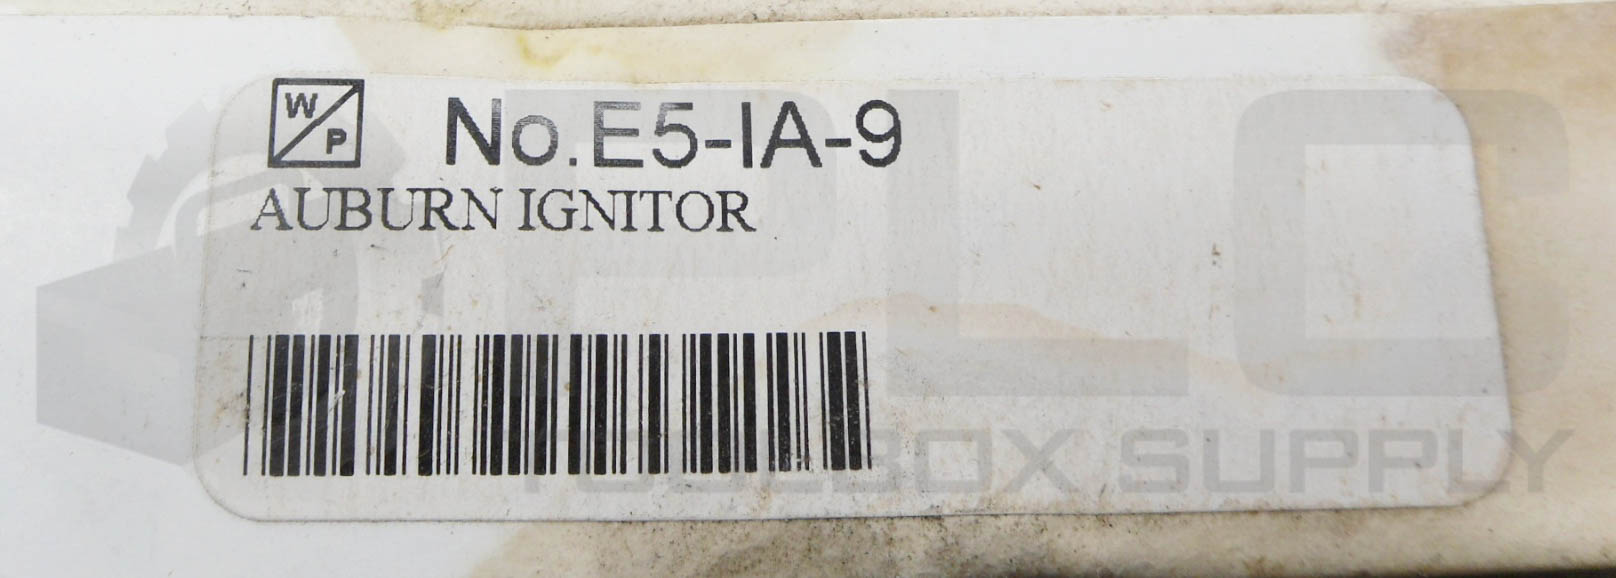 W/P No.E5-IA-9
AUBURN IGNITOR
PLC
TOOLBOX SUPPLY